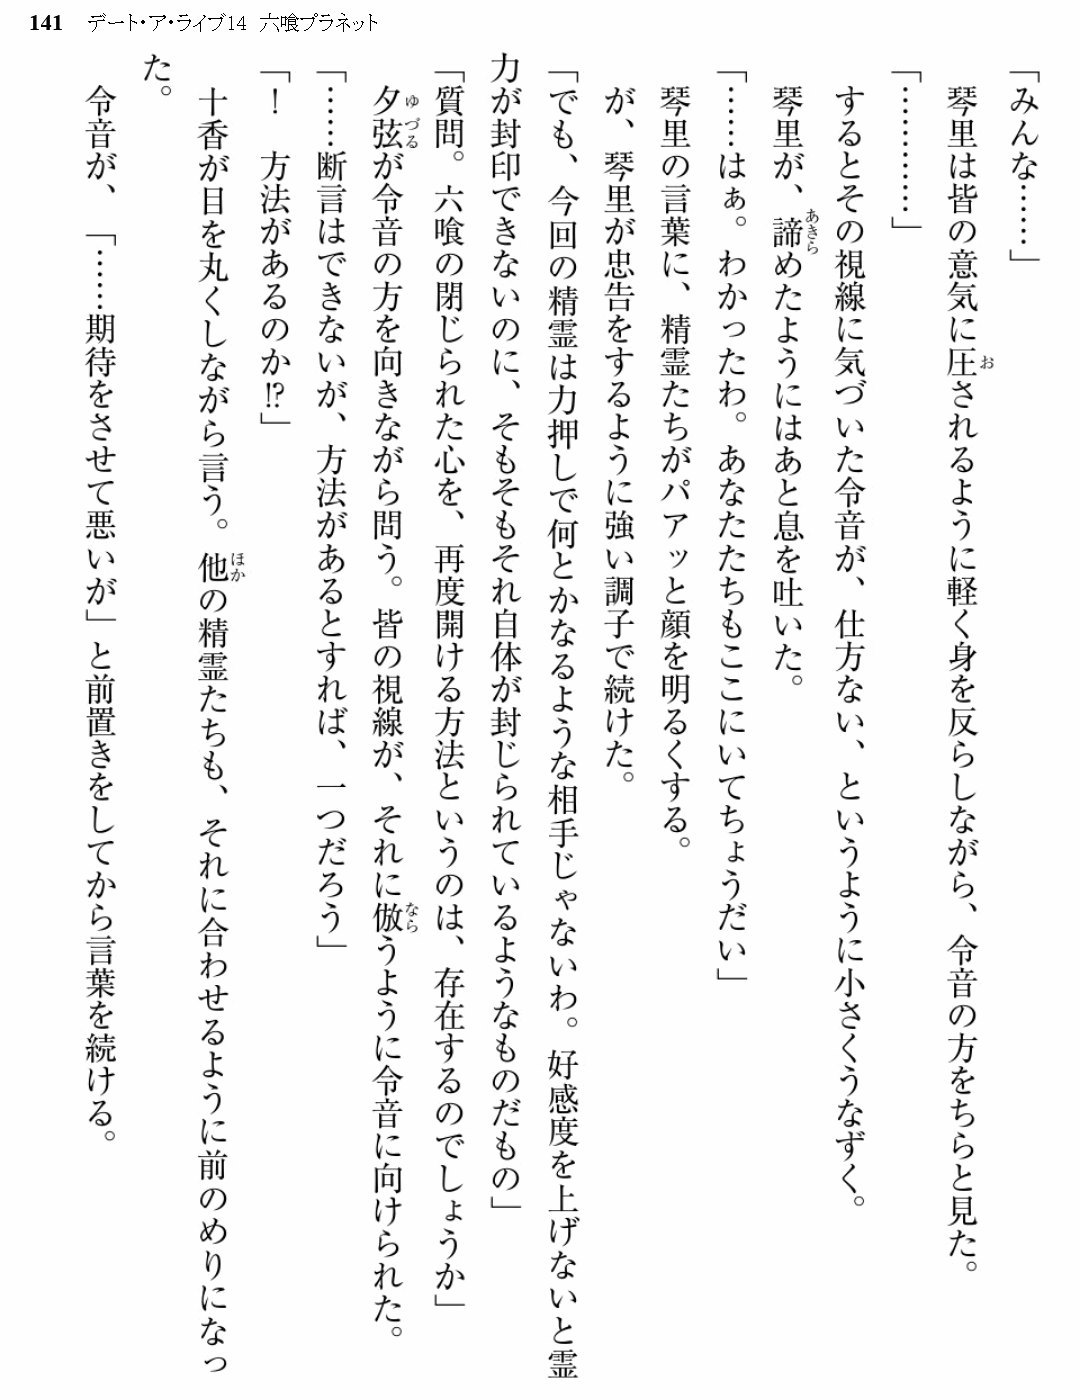 141 デート・ア・ライブ14 六喰プラネット
「みんな……」
琴里は皆の意気に圧されるように軽く身を反らしながら、令音の方をちらと見た。
「…………」
するとその視線に気づいた令音が、仕方ない、というように小さくうなずく。
琴里が、諦めたようにはあと息を吐いた。
「……はぁ。わかったわ。あなたたちもここにいてちょうだい」
琴里の言葉に、精霊たちがパアッと顔を明るくする。
が、琴里が忠告をするように強い調子で続けた。
「でも、今回の精霊は力押しで何とかなるような相手じゃないわ。好感度を上げないと霊
力が封印できないのに、そもそもそれ自体が封じられているようなものだもの」
「質問。六喰の閉じられた心を、再度開ける方法というのは、存在するのでしょうか」
夕弦が令音の方を向きながら問う。皆の視線が、それに倣うように令音に向けられた。
「……断言はできないが、方法があるとすれば、一つだろう」
「！　方法があるのか!?」
十香が目を丸くしながら言う。他の精霊たちも、それに合わせるように前のめりになっ
た。
令音が、「……期待をさせて悪いが」と前置きをしてから言葉を続ける。